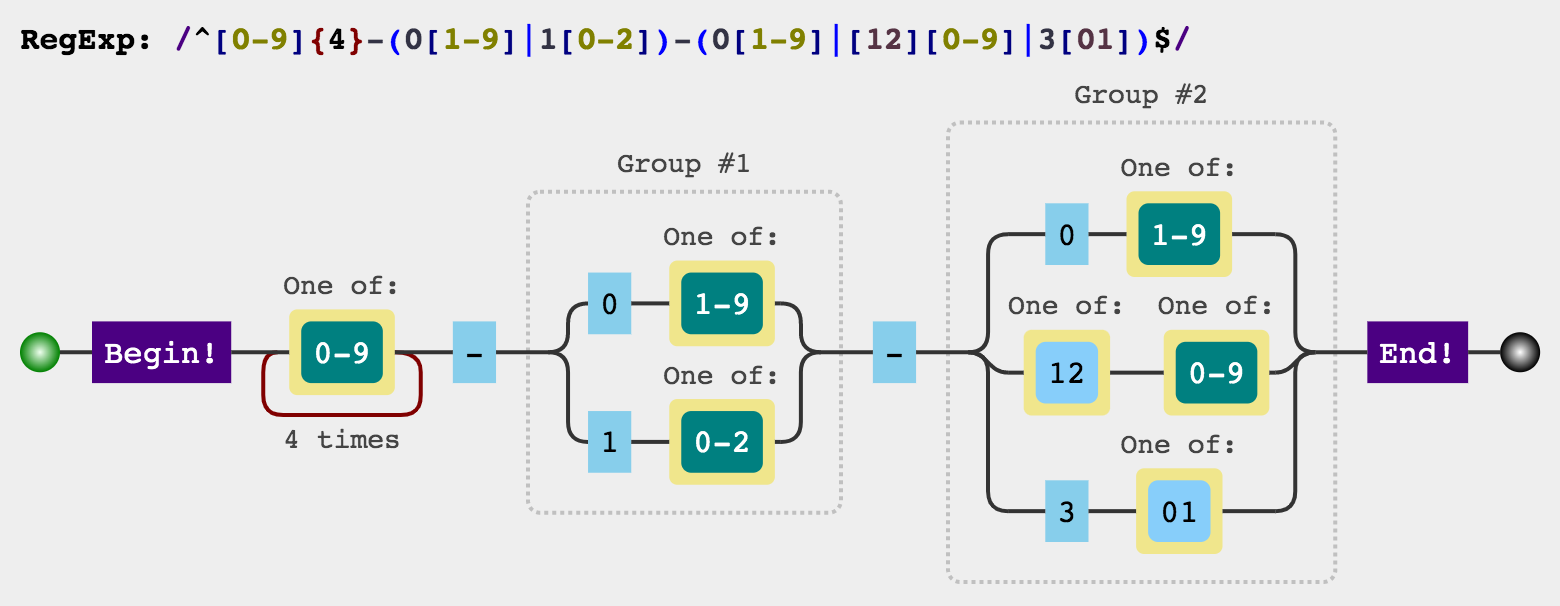 RegExp: /^[0-9]{4}-(0[1-9]|1[0-2])-(0[1-9]|[12][0-9]|3[01])$/
Group #2
Group #1
One of:
One of:
0 1-9
One of:
0 1-9
One of: One of:
Begin! 0-9 - - 12 0-9 End!
4 times
One of:
1 0-2
One of:
3 01